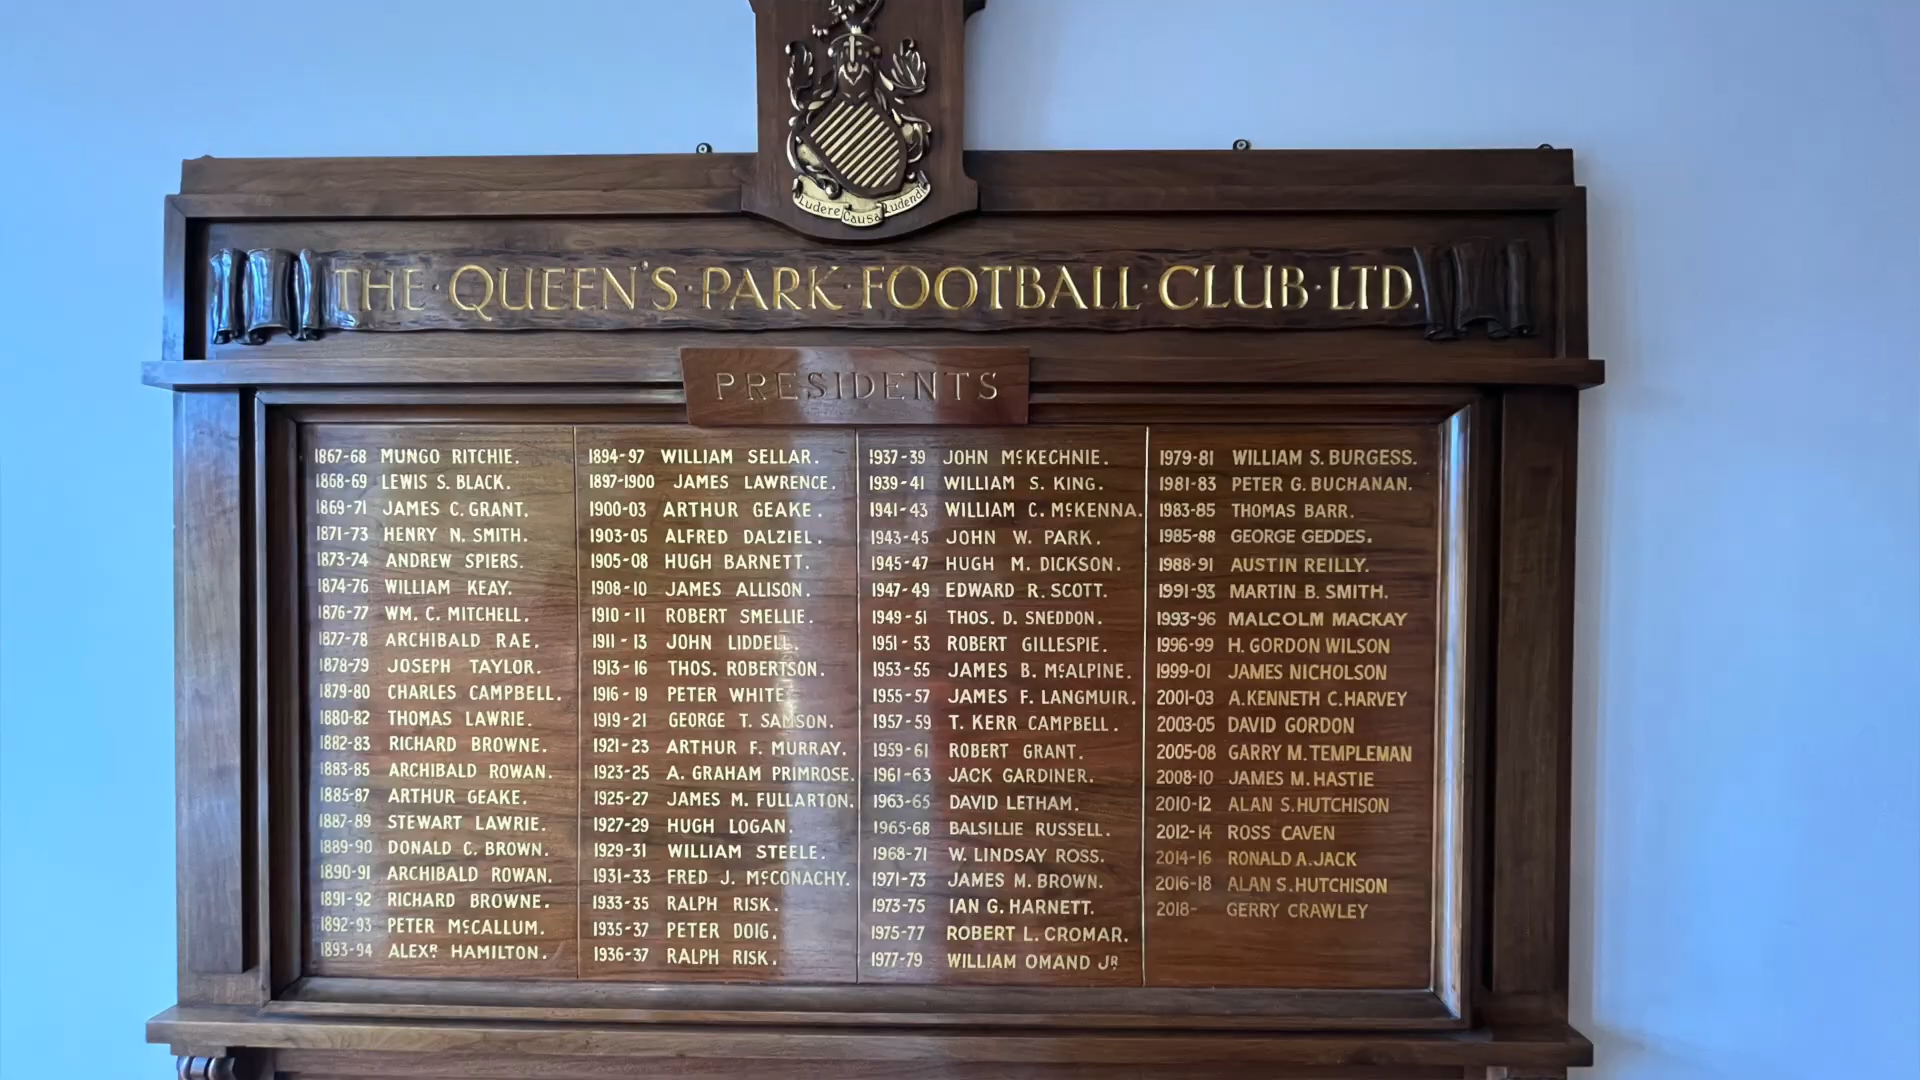 Ludere Causa Ludendi
THE·QUEEN'S·PARK·FOOTBALL·CLUB·LTD.
PRESIDENTS
1867-68 MUNGO RITCHIE.
1868-69 LEWIS S. BLACK.
1869-71 JAMES C. GRANT.
1871-73 HENRY N. SMITH.
1873-74 ANDREW SPIERS.
1874-76 WILLIAM KEAY.
1876-77 WM. C. MITCHELL.
1877-78 ARCHIBALD RAE.
1878-79 JOSEPH TAYLOR.
1879-80 CHARLES CAMPBELL.
1880-82 THOMAS LAWRIE.
1882-83 RICHARD BROWNE.
1883-85 ARCHIBALD ROWAN.
1885-87 ARTHUR GEAKE.
1887-89 STEWART LAWRIE.
1889-90 DONALD C. BROWN.
1890-91 ARCHIBALD ROWAN.
1891-92 RICHARD BROWNE.
1892-93 PETER McCALLUM.
1893-94 ALEXR. HAMILTON.
1894-97 WILLIAM SELLAR.
1897-1900 JAMES LAWRENCE.
1900-03 ARTHUR GEAKE.
1903-05 ALFRED DALZIEL.
1905-08 HUGH BARNETT.
1908-10 JAMES ALLISON.
1910-11 ROBERT SMELLIE.
1911-13 JOHN LIDDELL.
1913-16 THOS. ROBERTSON.
1916-19 PETER WHITE
1919-21 GEORGE T. SAMSON.
1921-23 ARTHUR F. MURRAY.
1923-25 A. GRAHAM PRIMROSE.
1925-27 JAMES M. FULLARTON.
1927-29 HUGH LOGAN.
1929-31 WILLIAM STEELE.
1931-33 FRED J. McCONACHY.
1933-35 RALPH RISK.
1935-37 PETER DOIG.
1936-37 RALPH RISK.
1937-39 JOHN McKECHNIE.
1939-41 WILLIAM S. KING.
1941-43 WILLIAM C. McKENNA.
1943-45 JOHN W. PARK.
1945-47 HUGH M. DICKSON.
1947-49 EDWARD R. SCOTT.
1949-51 THOS. D. SNEDDON.
1951-53 ROBERT GILLESPIE.
1953-55 JAMES B. McALPINE.
1955-57 JAMES F. LANGMUIR.
1957-59 T. KERR CAMPBELL.
1959-61 ROBERT GRANT.
1961-63 JACK GARDINER.
1963-65 DAVID LETHAM.
1965-68 BALSILLIE RUSSELL.
1968-71 W. LINDSAY ROSS.
1971-73 JAMES M. BROWN.
1973-75 IAN G. HARNETT.
1975-77 ROBERT L. CROMAR.
1977-79 WILLIAM OMAND JR
1979-81 WILLIAM S. BURGESS.
1981-83 PETER G. BUCHANAN.
1983-85 THOMAS BARR.
1985-88 GEORGE GEDDES.
1988-91 AUSTIN REILLY.
1991-93 MARTIN B. SMITH.
1993-96 MALCOLM MACKAY
1996-99 H. GORDON WILSON
1999-01 JAMES NICHOLSON
2001-03 A. KENNETH C. HARVEY
2003-05 DAVID GORDON
2005-08 GARRY M. TEMPLEMAN
2008-10 JAMES M. HASTIE
2010-12 ALAN S. HUTCHISON
2012-14 ROSS CAVEN
2014-16 RONALD A. JACK
2016-18 ALAN S. HUTCHISON
2018- GERRY CRAWLEY